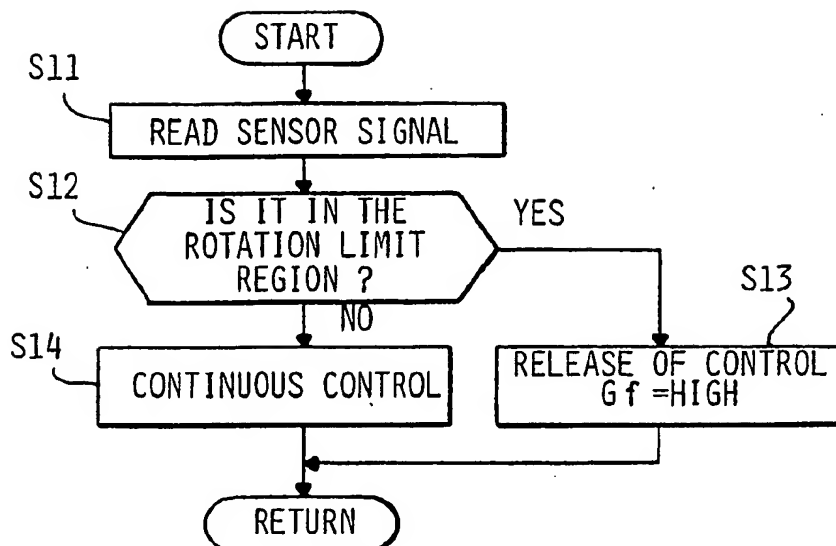 START
S11
READ SENSOR SIGNAL
S12
IS IT IN THE
ROTATION LIMIT
REGION ?
YES
NO
S13
S14
CONTINUOUS CONTROL
RELEASE OF CONTROL
Gf =HIGH
RETURN